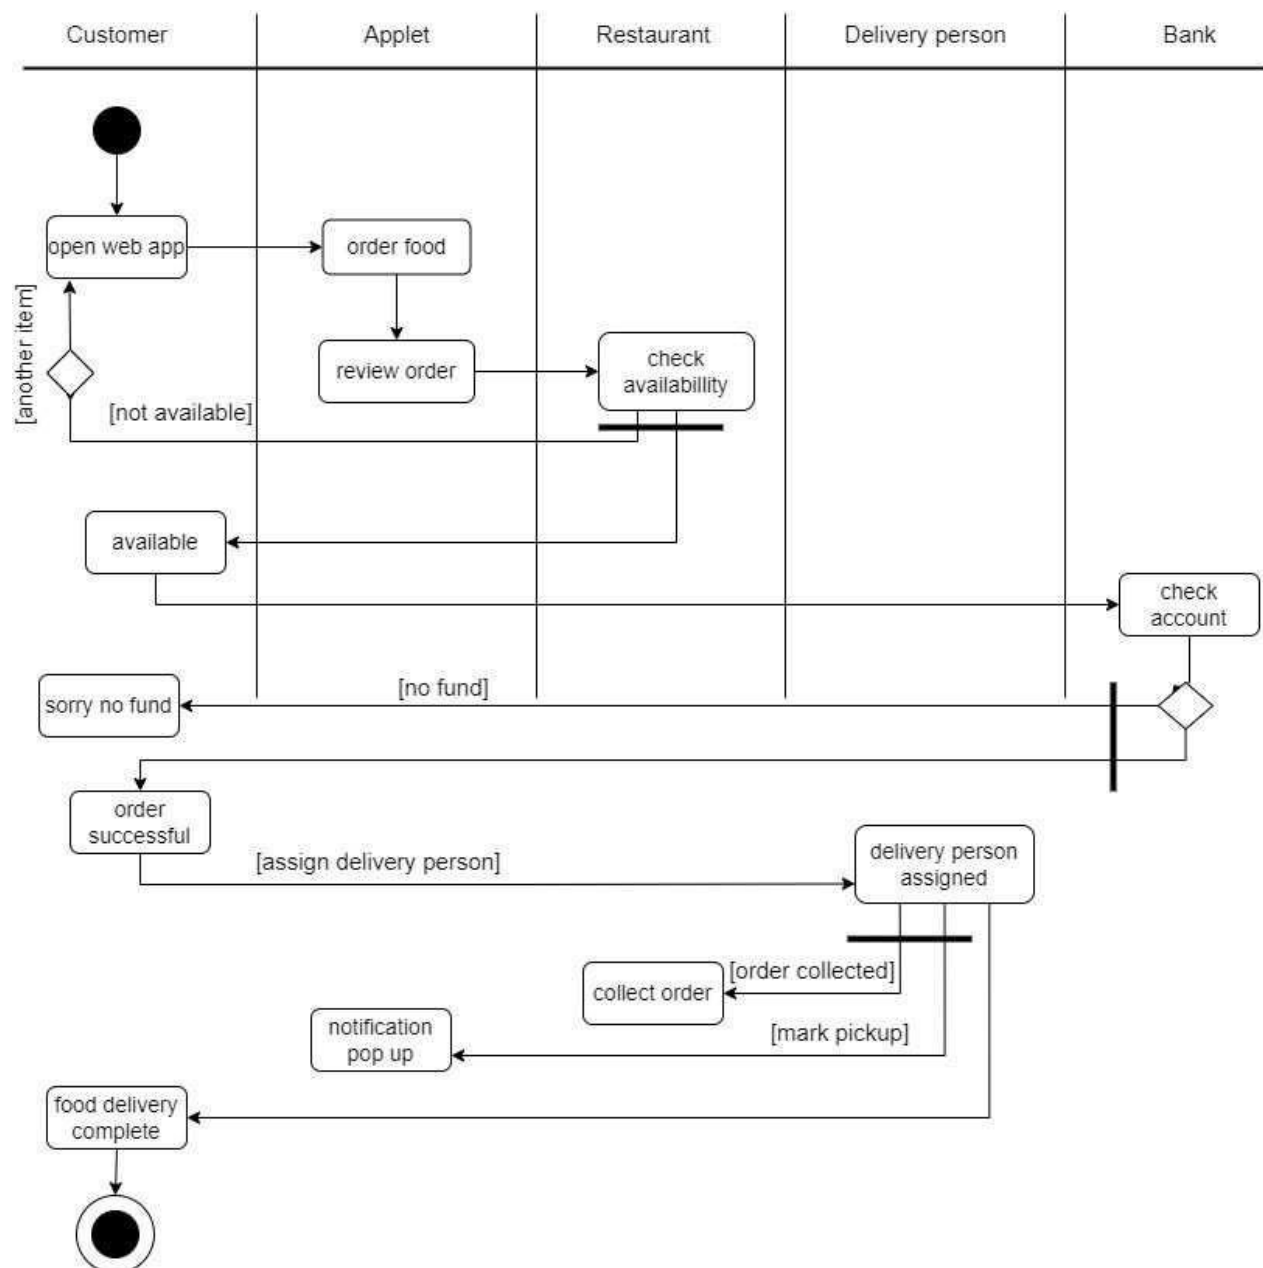 Customer
Applet
Restaurant
Delivery person
Bank
open web app
order food
[another item]
review order
check
availabillity
[not available]
available
check
account
[no fund]
sorry no fund
order
successful
[assign delivery person]
delivery person
assigned
[order collected]
collect order
notification
pop up
[mark pickup]
food delivery
complete